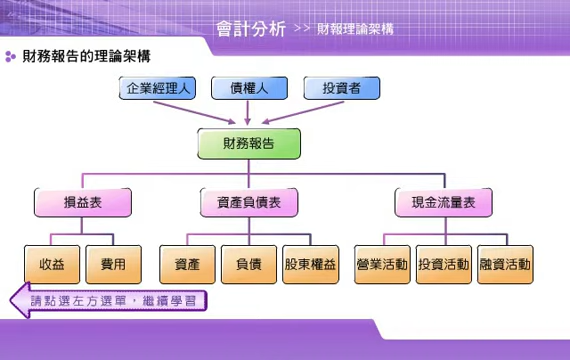 會計分析 >> 財報理論架構
財務報告的理論架構
企業經理人 債權人 投資者
財務報告
損益表 資產負債表 現金流量表
收益 費用 資產 負債 股東權益 營業活動 投資活動 融資活動
請點選左方選單，繼續學習